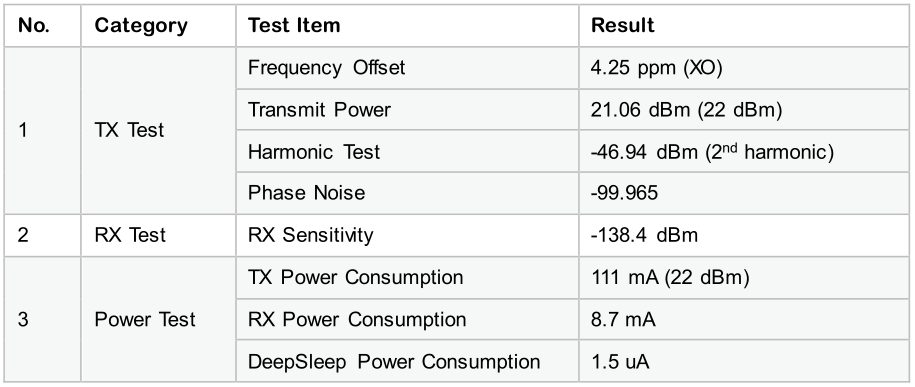 No. Category Test Item Result
Frequency Offset 4.25 ppm (XO)
Transmit Power 21.06 dBm (22 dBm)
1 TX Test
Harmonic Test -46.94 dBm (2nd harmonic)
Phase Noise -99.965
2 RX Test RX Sensitivity -138.4 dBm
TX Power Consumption 111 mA (22 dBm)
3 Power Test RX Power Consumption 8.7 mA
DeepSleep Power Consumption 1.5 uA